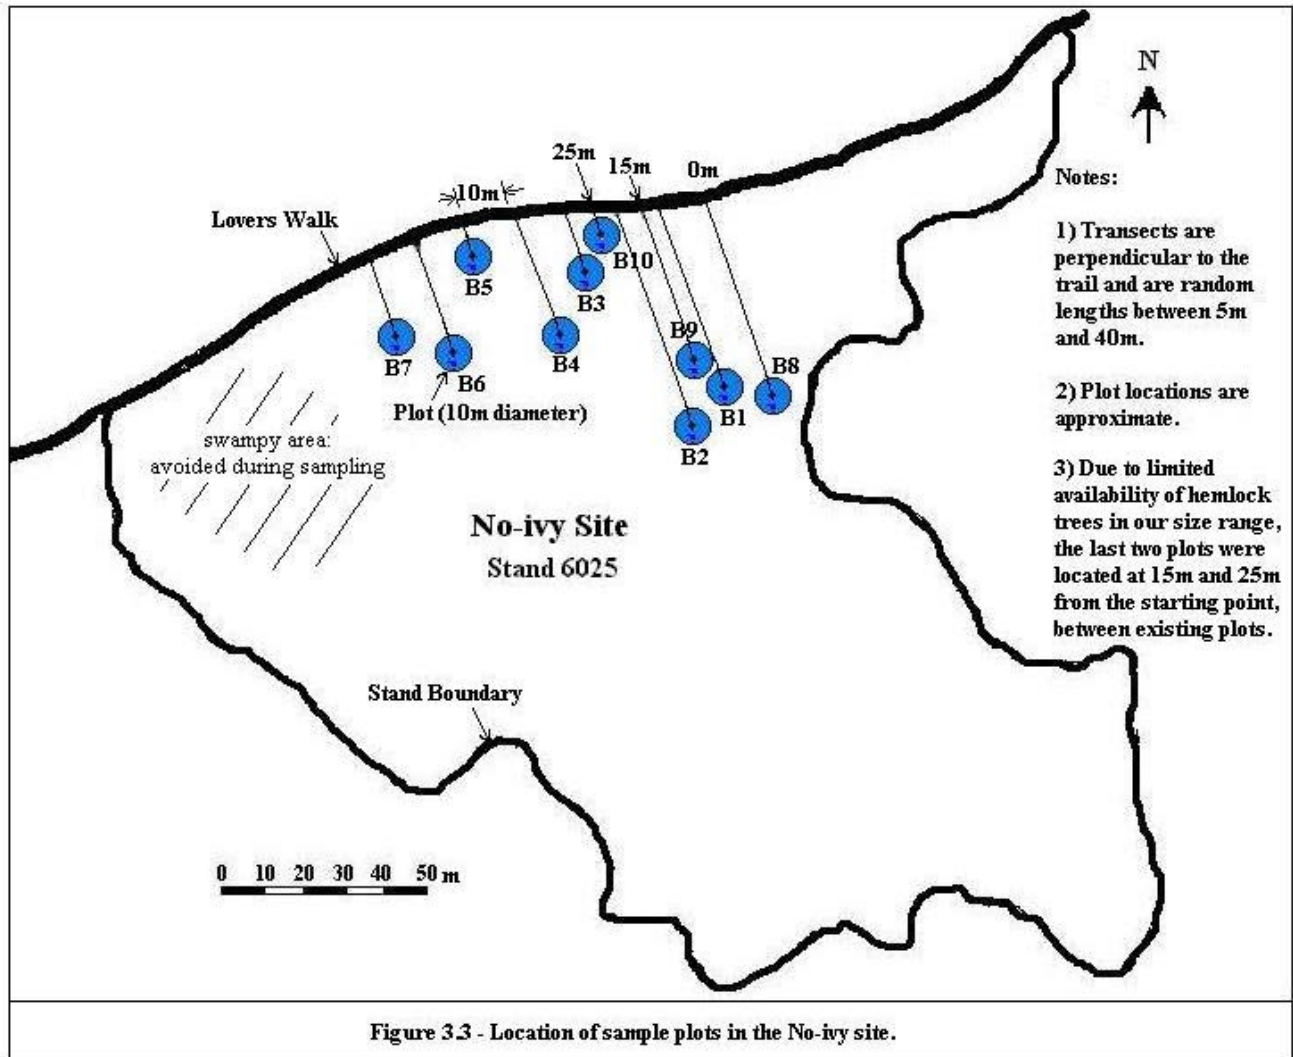 N
25m
15m
0m
10m
Lovers Walk
B10
B5
B3
B9
B8
B7
B6
B4
B1
B2
Plot (10m diameter)
swampy area:
avoided during sampling
No-ivy Site
Stand 6025
Stand Boundary
0 10 20 30 40 50 m
Notes:
1) Transects are
perpendicular to the
trail and are random
lengths between 5m
and 40m.
2) Plot locations are
approximate.
3) Due to limited
availability of hemlock
trees in our size range,
the last two plots were
located at 15m and 25m
from the starting point,
between existing plots.
Figure 3.3 - Location of sample plots in the No-ivy site.